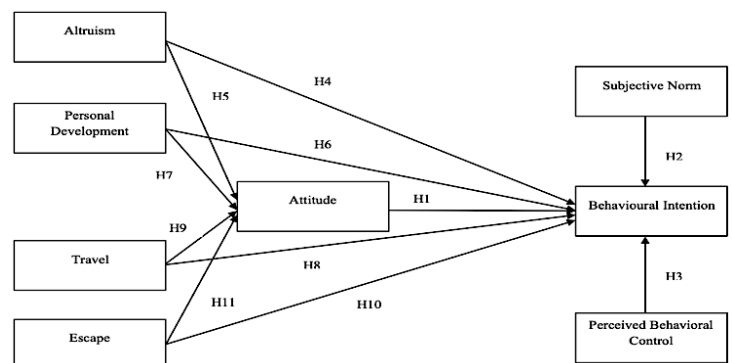 Altruism
H4
H5
Subjective Norm
Personal
Development
H6
H2
H7
Attitude
H1
Behavioural Intention
H9
Travel
H8
H11
H10
H3
Escape
Perceived Behavioral
Control